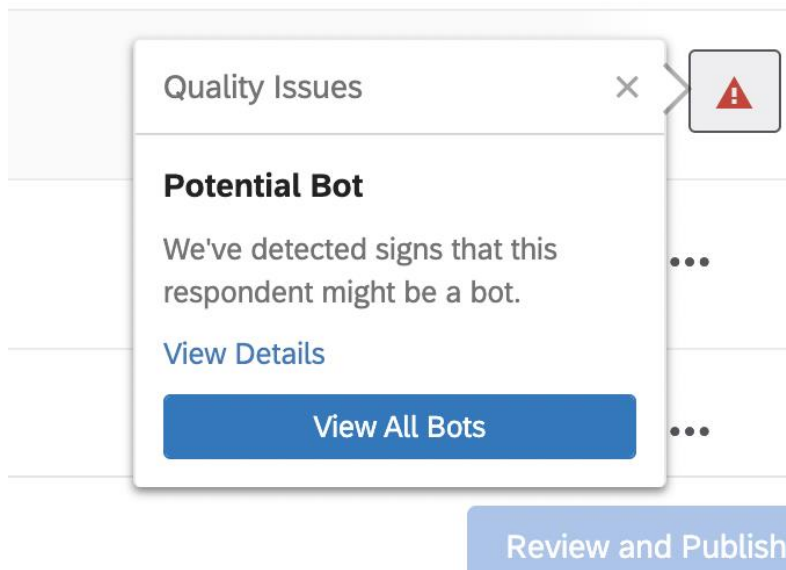 Quality Issues
Potential Bot
We've detected signs that this
respondent might be a bot.
View Details
View All Bots
Review and Publish